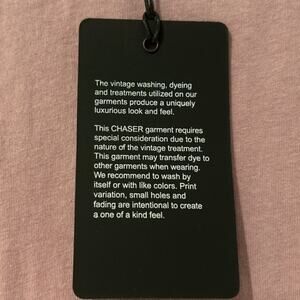 The vintage washing, dyeing
and treatments utilized on our
garments produce a uniquely
luxurious look and feel.
This CHASER garment requires
special consideration due to the
nature of the vintage treatment.
This garment may transfer dye to
other garments when wearing.
We recommend to wash by
itself or with like colors. Print
variation, small holes and
fading are intentional to create
a one of a kind feel.